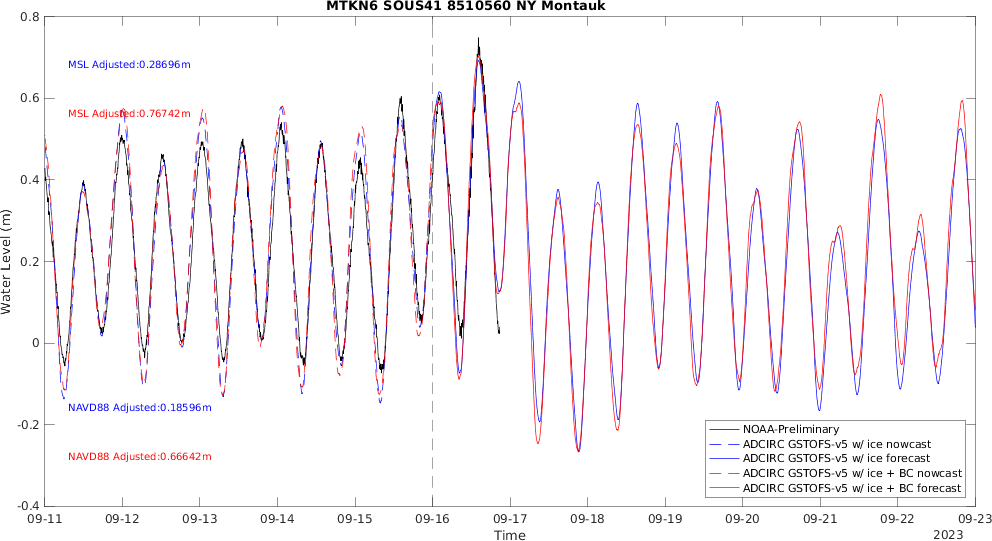 MTKN6 SOUS41 8510560 NY Montauk
0.8
0.6
0.4
0.2
0
-0.2
-0.4
Water Level (m)
MSL Adjusted:0.28696m
MSL Adjusted:0.76742m
NAVD88 Adjusted:0.18596m
NAVD88 Adjusted:0.66642m
NOAA-Preliminary
ADCIRC GSTOFS-v5 w/ ice nowcast
ADCIRC GSTOFS-v5 w/ ice forecast
ADCIRC GSTOFS-v5 w/ ice + BC nowcast
ADCIRC GSTOFS-v5 w/ ice + BC forecast
09-11 09-12 09-13 09-14 09-15 09-16 09-17 09-18 09-19 09-20 09-21 09-22 09-23
Time
2023